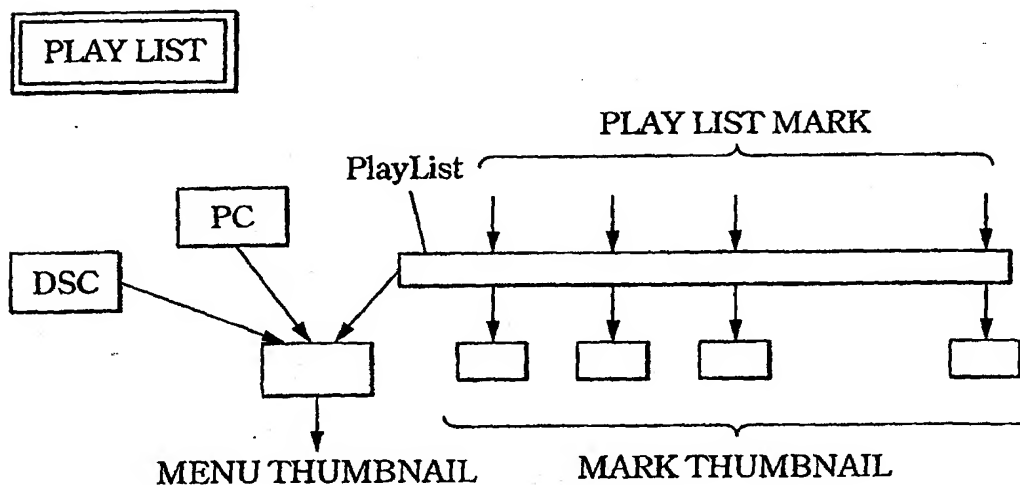 PLAY LIST
PLAY LIST MARK
PlayList
PC
DSC
MENU THUMBNAIL
MARK THUMBNAIL